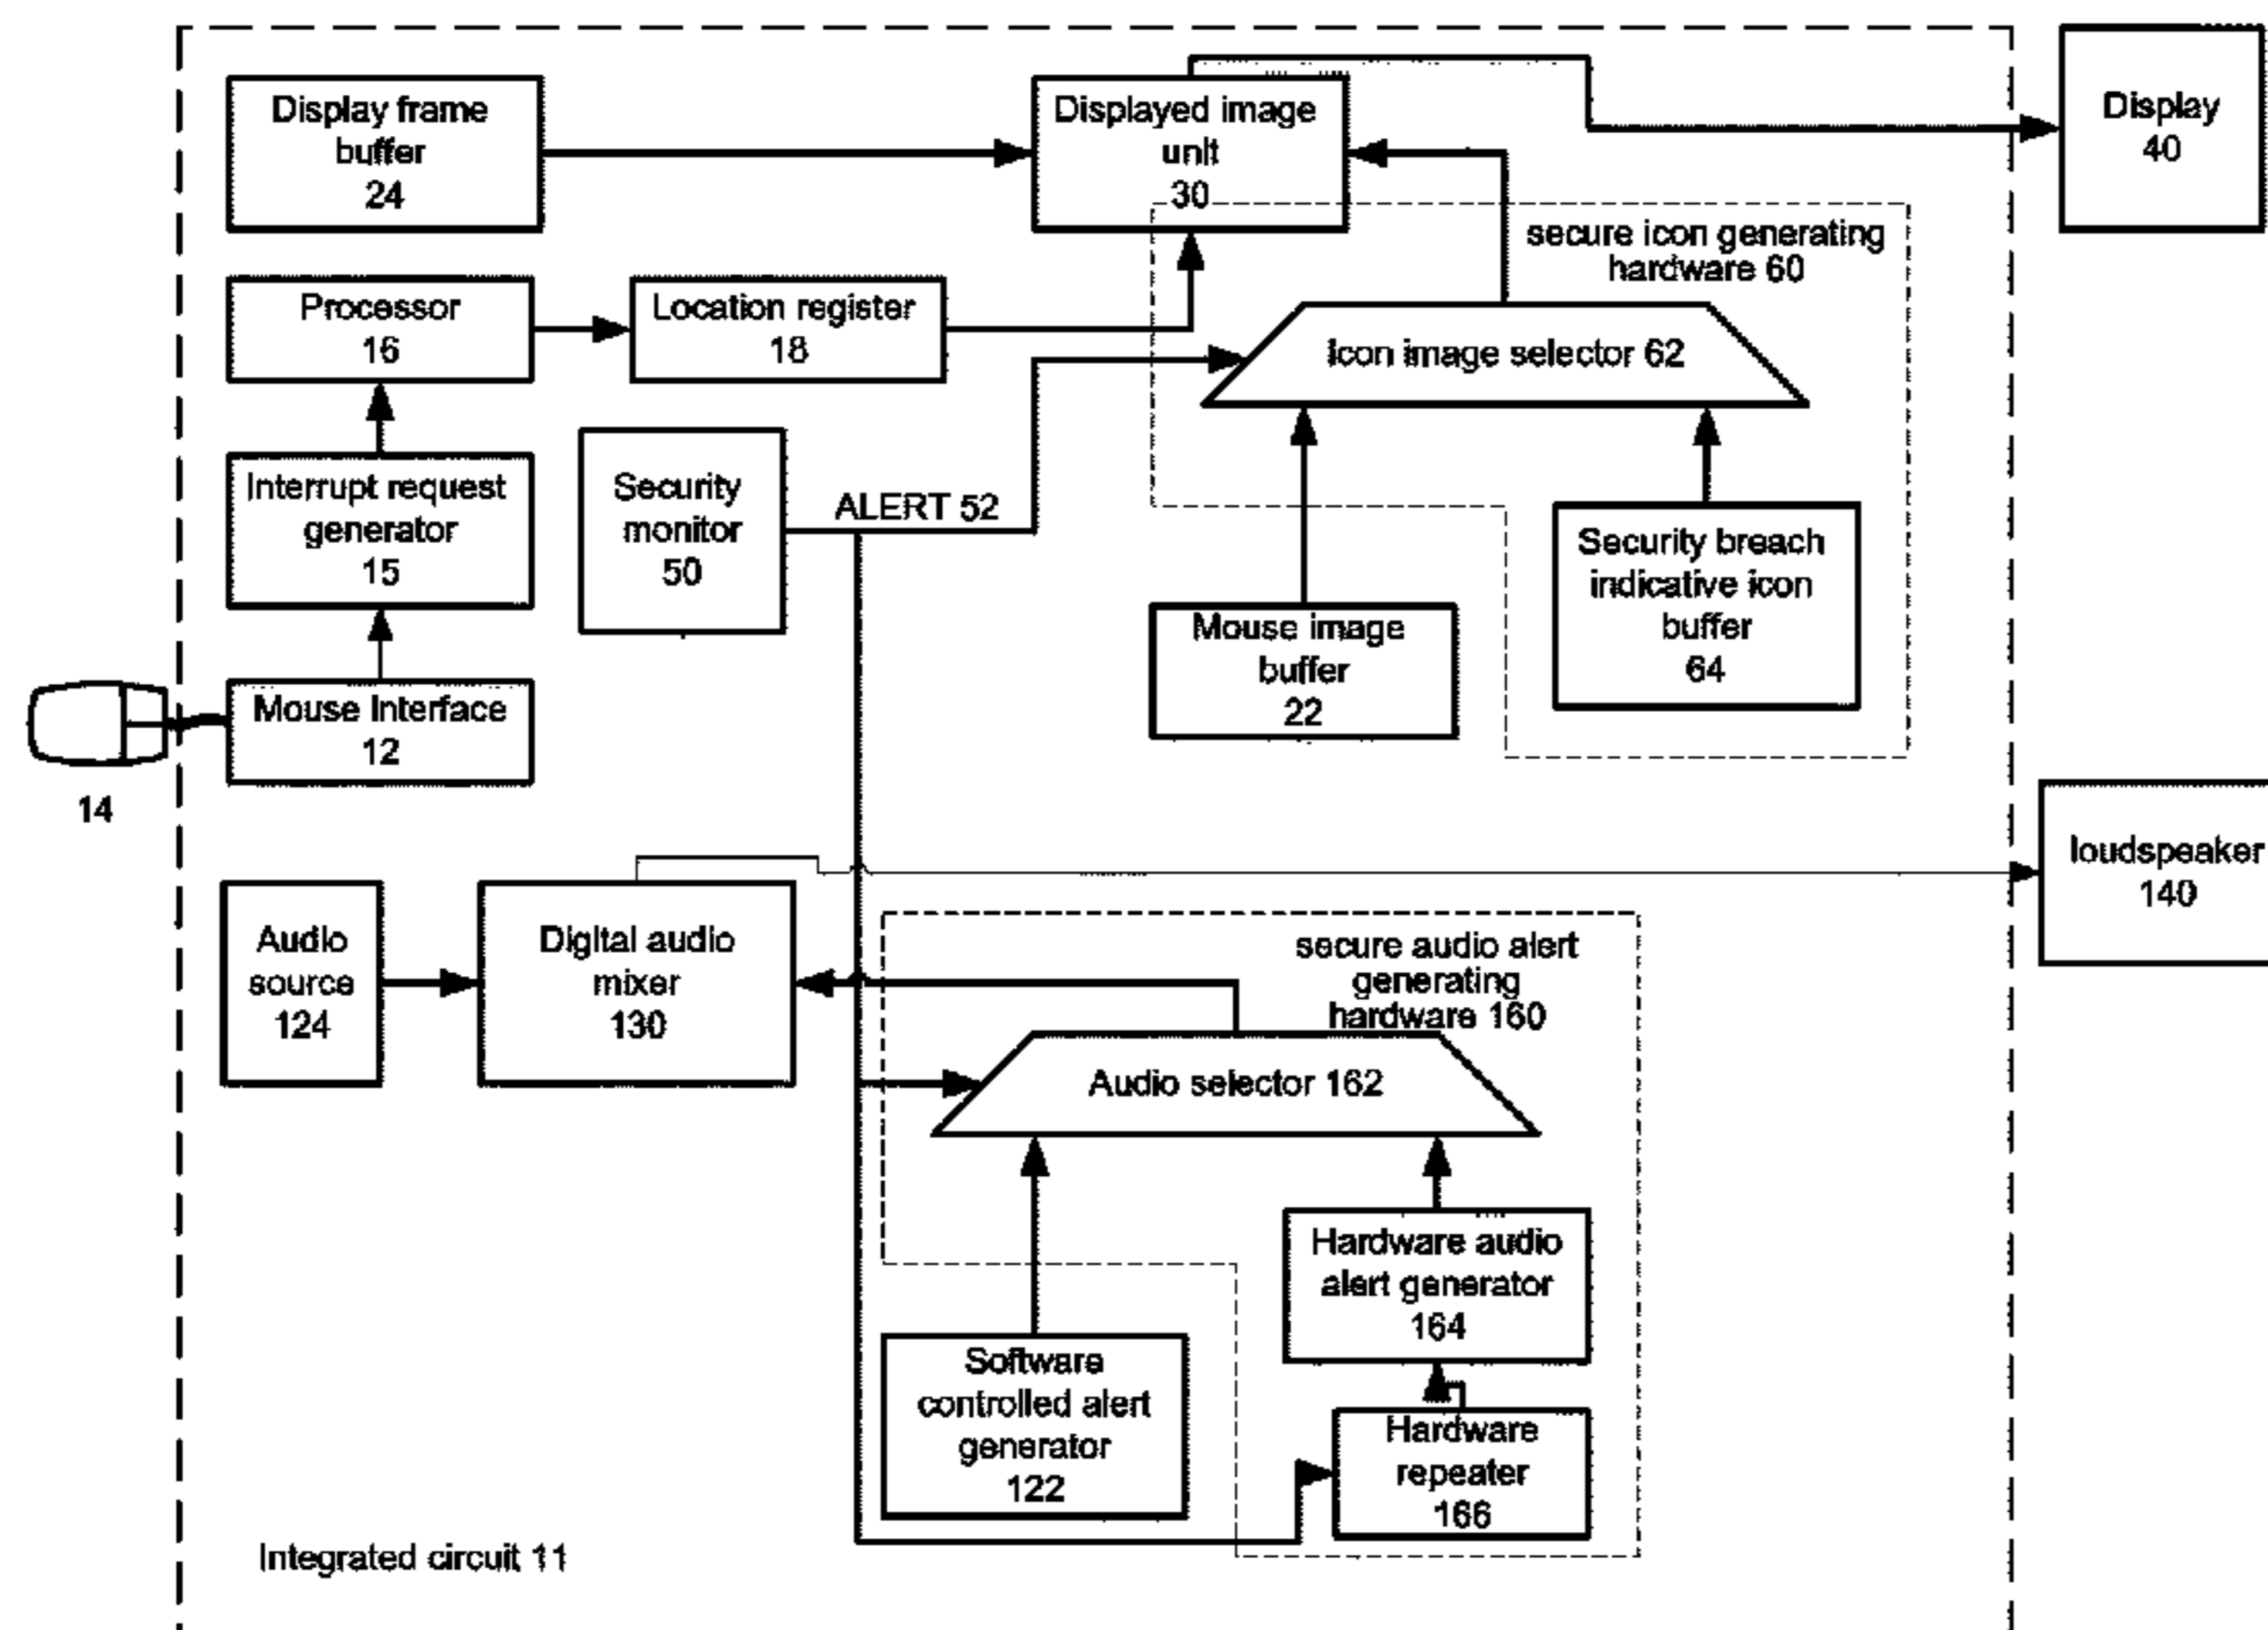 Display frame
buffer
24
Displayed image
unit
30
Display
40
secure icon generating
hardware 60
Processor
16
Location register
18
Icon image selector 62
Interrupt request
generator
15
Security
monitor
50
ALERT 52
Security breach
indicative icon
buffer
64
Mouse image
buffer
22
Mouse Interface
12
14
loudspeaker
140
Audio
source
124
Digital audio
mixer
130
secure audio alert
generating
hardware 160
Audio selector 162
Hardware audio
alert generator
164
Software
controlled alert
generator
122
Hardware
repeater
166
Integrated circuit 11